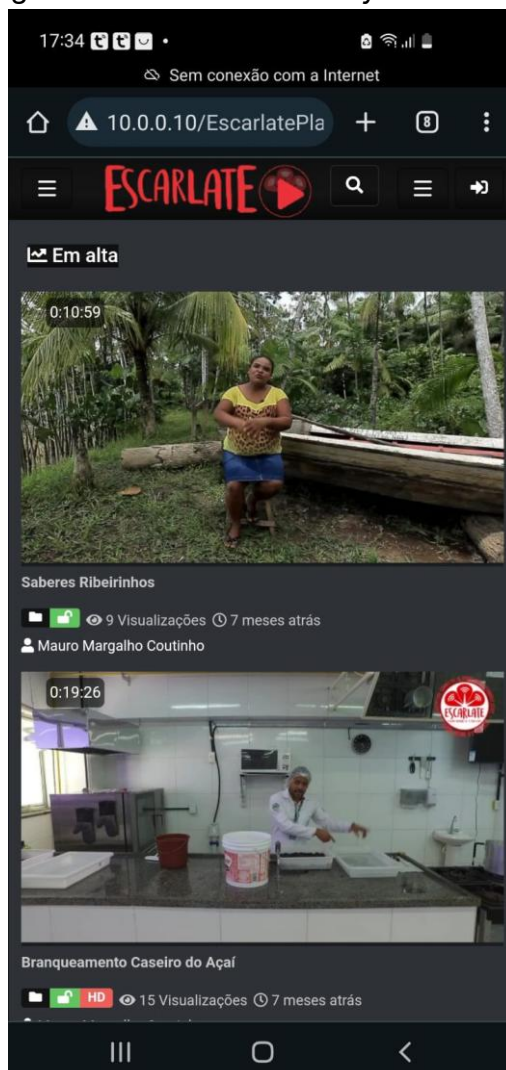 17:34
Sem conexão com a Internet
10.0.0.10/EscarlatePla
8
ESCARLATE
Em alta
0:10:59
Saberes Ribeirinhos
9 Visualizações 7 meses atrás
Mauro Margalho Coutinho
0:19:26
ESCARLATE
Branqueamento Caseiro do Açaí
HD 15 Visualizações 7 meses atrás